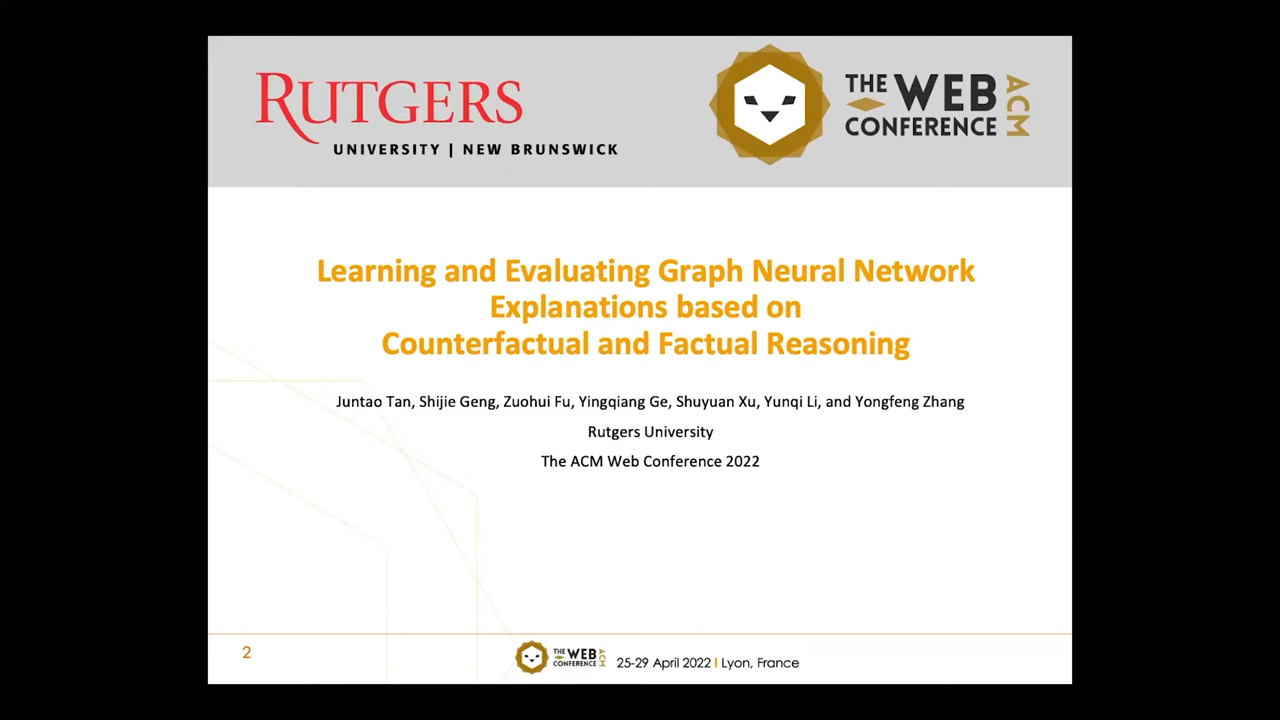 RUTGERS
UNIVERSITY | NEW BRUNSWICK
THE WEB
CONFERENCE
ACM
Learning and Evaluating Graph Neural Network
Explanations based on
Counterfactual and Factual Reasoning
Juntao Tan, Shijie Geng, Zuohui Fu, Yingqiang Ge, Shuyuan Xu, Yunqi Li, and Yongfeng Zhang
Rutgers University
The ACM Web Conference 2022
2
THE WEB
CONFERENCE
ACM
25-29 April 2022 I Lyon, France